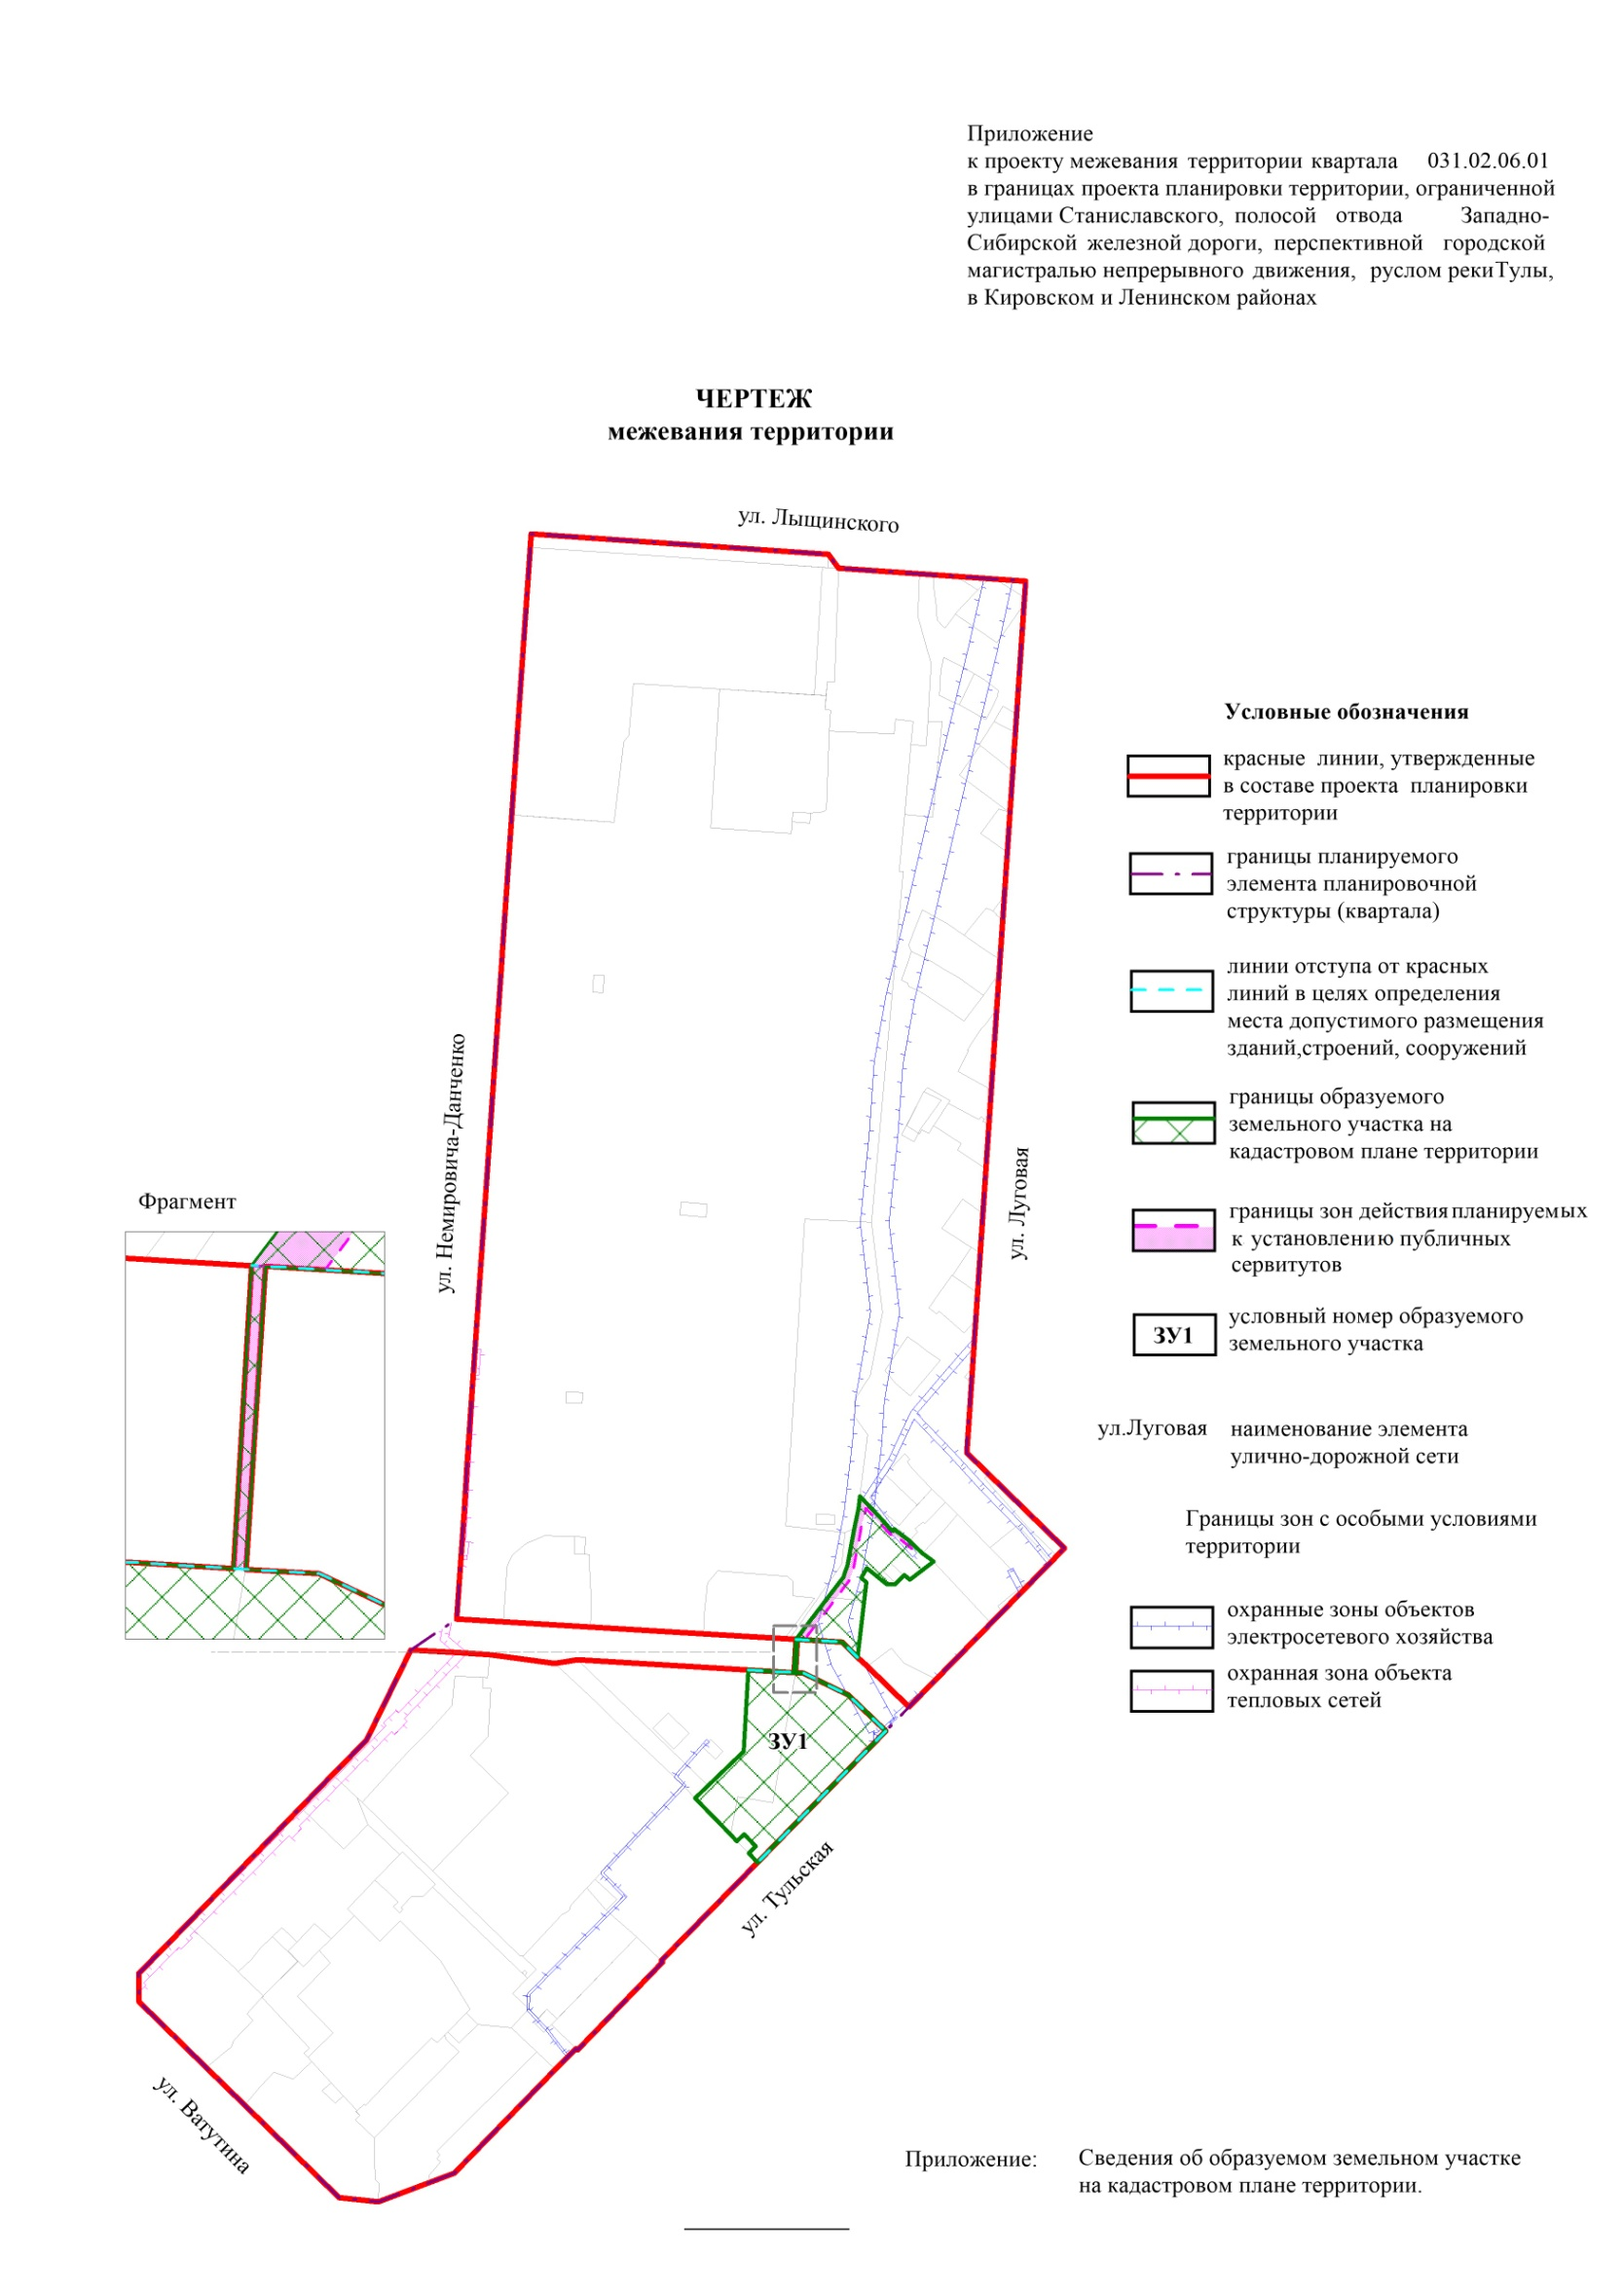 Приложение
к проекту межевания территории квартала 031.02.06.01
в границах проекта планировки территории, ограниченной
улицами Станиславского, полосой отвода Западно-
Сибирской железной дороги, перспективной городской
магистралью непрерывного движения, руслом реки Тулы,
в Кировском и Ленинском районах
ЧЕРТЕЖ
межевания территории
ул. Лыщинского
Условные обозначения
красные линии, утвержденные
в составе проекта планировки
территории
границы планируемого
элемента планировочной
структуры (квартала)
линии отступа от красных
линий в целях определения
места допустимого размещения
зданий,строений, сооружений
границы образуемого
земельного участка на
кадастровом плане территории
границы зон действия планируемых
к установлению публичных
сервитутов
ЗУ1
условный номер образуемого
земельного участка
ул.Луговая
наименование элемента
улично-дорожной сети
Границы зон с особыми условиями
территории
охранные зоны объектов
электросетевого хозяйства
охранная зона объекта
тепловых сетей
ул. Немировича-Данченко
ул. Луговая
Фрагмент
ЗУ1
ул. Тульская
ул. Ватутина
Приложение: Сведения об образуемом земельном участке
на кадастровом плане территории.